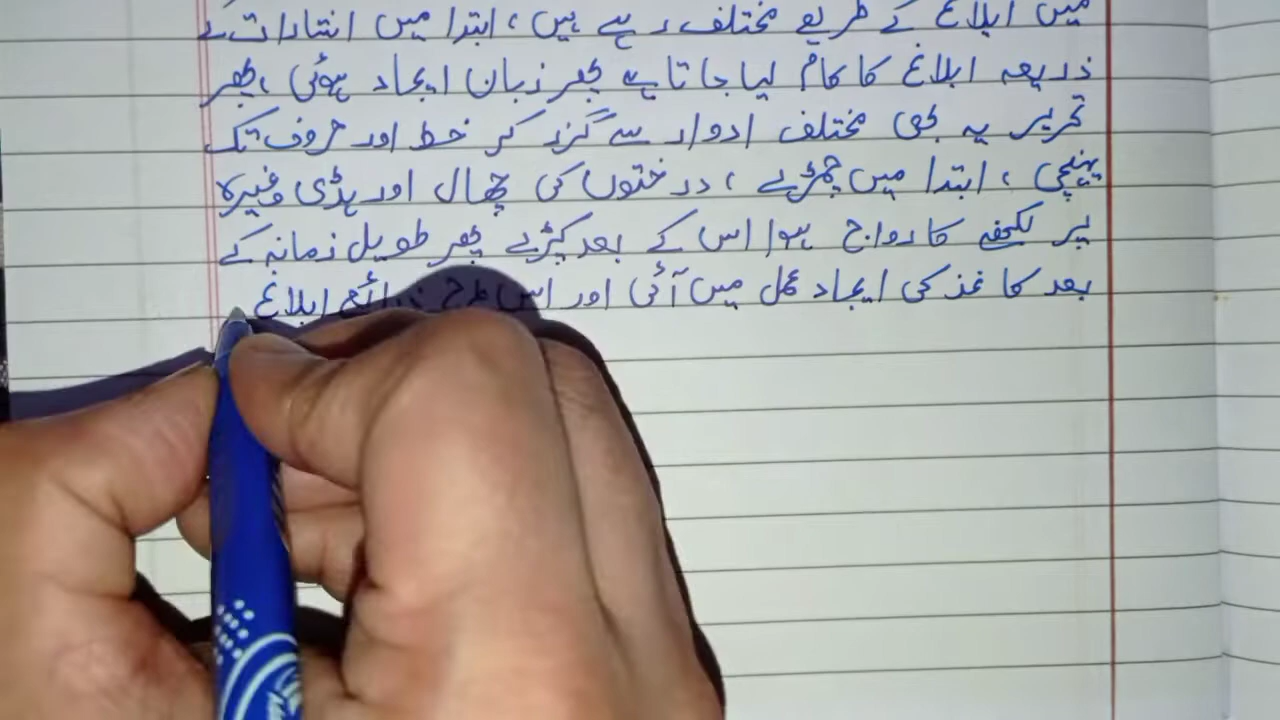 میں ابلاغ کے طریقے مختلف رہے ہیں ، ابتدا میں اشارات کے
ذریعہ ابلاغ کا کام لیا جاتا ہے پھر زبان ایجاد ہوئی ،پھر
تحریر یہ بھی مختلف ادوار سے گزر کر خط اور حروف تک
پہنچی ، ابتدا میں چمڑے ، درختوں کی چھال اور ہڈی وغیرہ
پر لکھنے کا رواج ہوا اس کے بعد کپڑے پھر طویل زمانہ کے
بعد کاغذ کی ایجاد عمل میں آئی اور اس طرح ذرائع ابلاغ